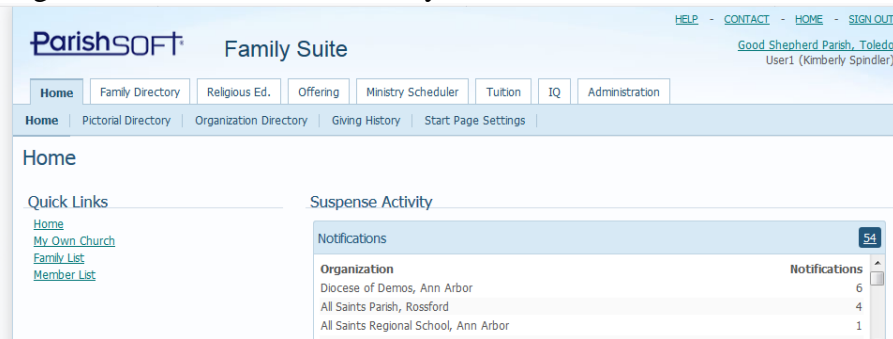 HELP - CONTACT - HOME - SIGN OUT
ParishSOFT Family Suite
Good Shepherd Parish, Toledo
User1 (Kimberly Spindler)
Home Family Directory Religious Ed. Offering Ministry Scheduler Tuition IQ Administration
Home | Pictorial Directory | Organization Directory | Giving History | Start Page Settings |
Home
Quick Links
Home
My Own Church
Family List
Member List
Suspense Activity
Notifications 54
Organization Notifications
Diocese of Demos, Ann Arbor 6
All Saints Parish, Rossford 4
All Saints Regional School, Ann Arbor 1